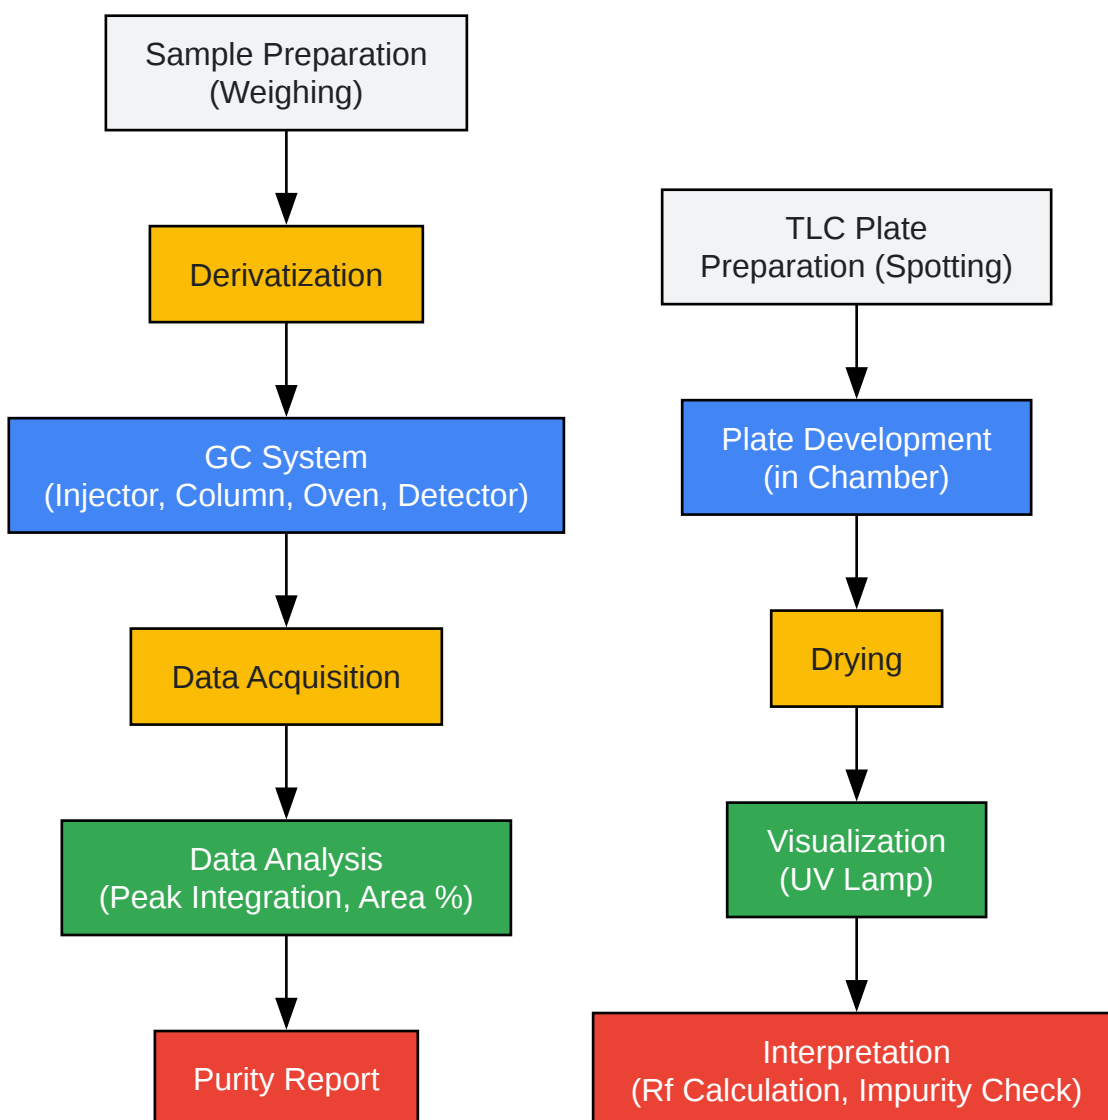 Sample Preparation
(Weighing)
Derivatization
GC System
(Injector, Column, Oven, Detector)
Data Acquisition
Data Analysis
(Peak Integration, Area %)
Purity Report
TLC Plate
Preparation (Spotting)
Plate Development
(in Chamber)
Drying
Visualization
(UV Lamp)
Interpretation
(Rf Calculation, Impurity Check)